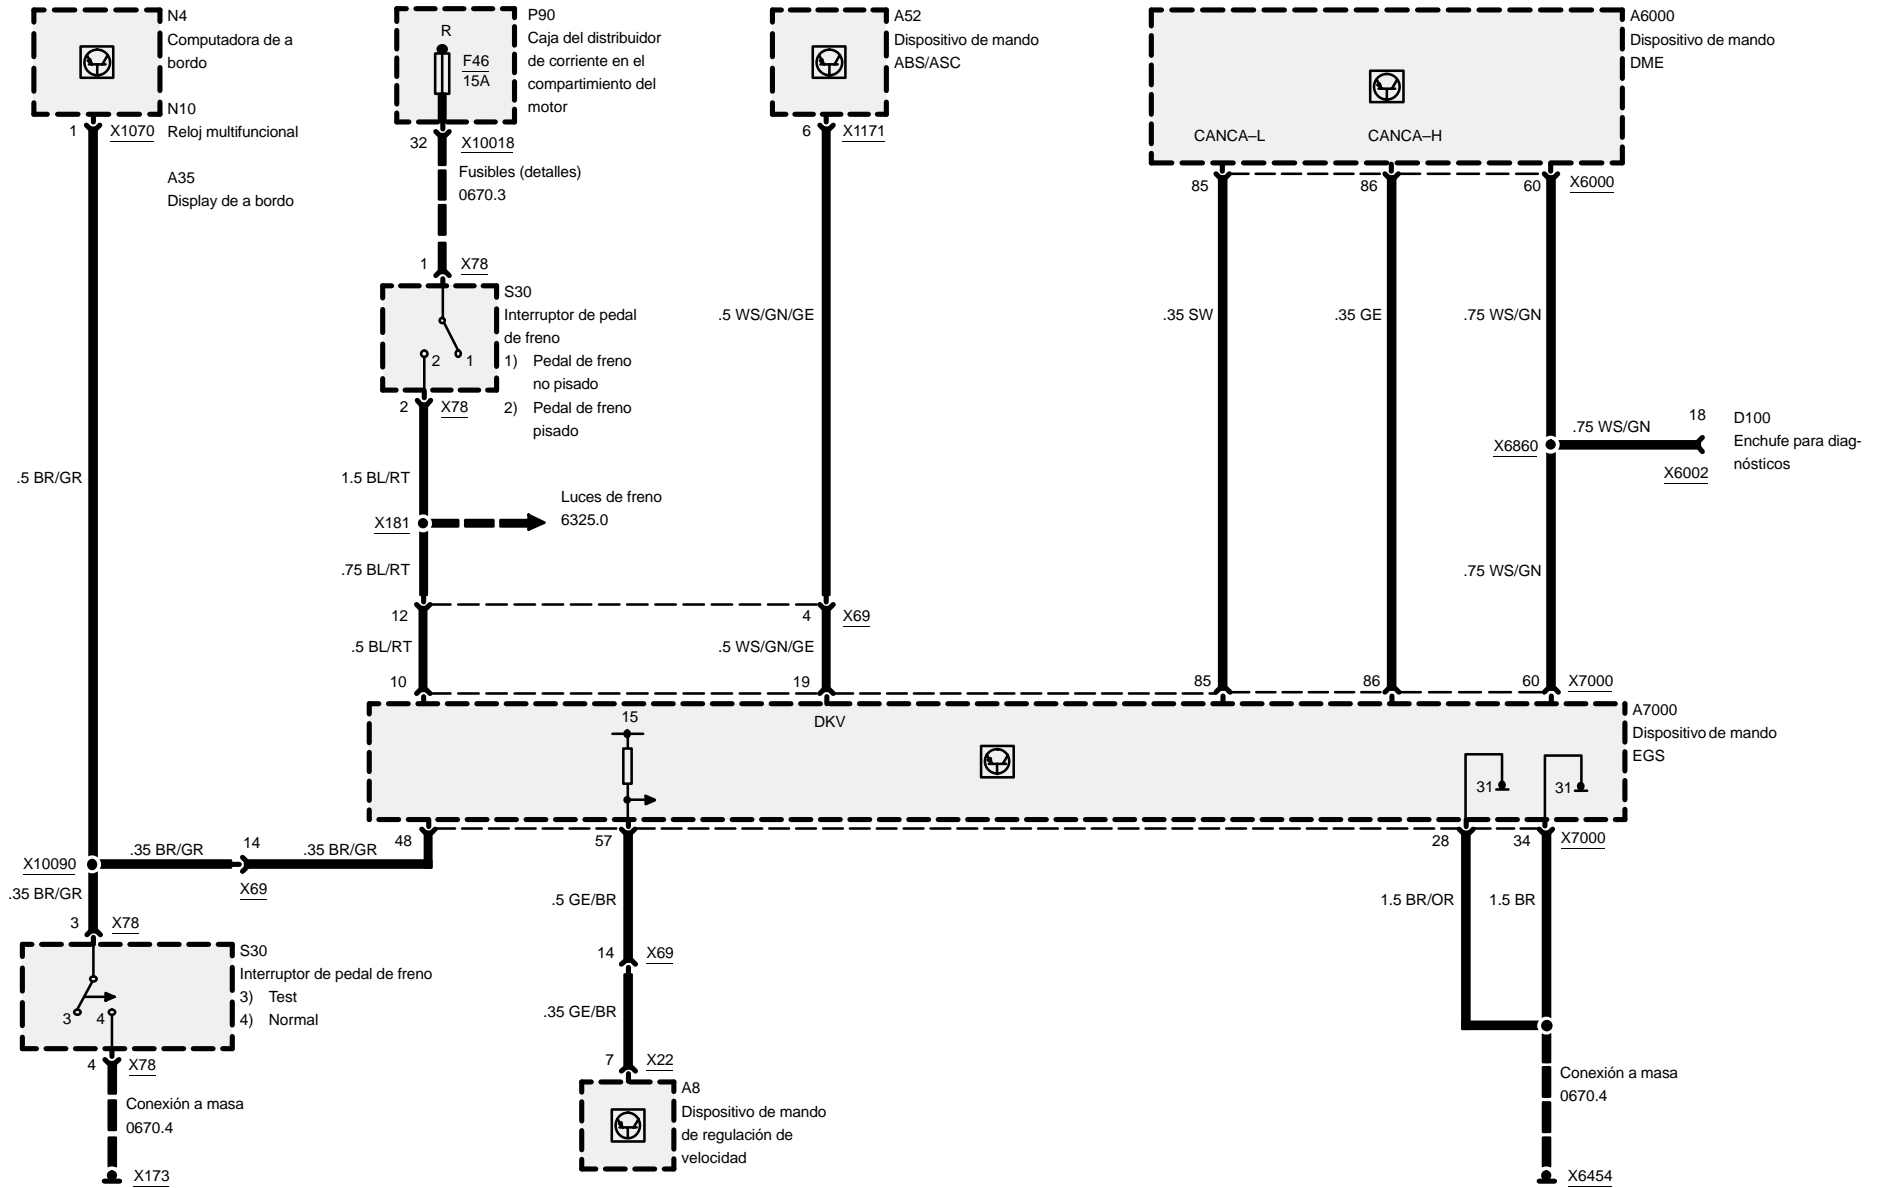 N4
Computadora de a
bordo
N10
Reloj multifuncional
A35
Display de a bordo
1
X1070
P90
Caja del distribuidor
de corriente en el
compartimiento del
motor
R
F46
15A
32
X10018
Fusibles (detalles)
0670.3
A52
Dispositivo de mando
ABS/ASC
6
X1171
A6000
Dispositivo de mando
DME
CANCA–L
CANCA–H
85
86
60
X6000
1
X78
S30
Interruptor de pedal
de freno
1) Pedal de freno
no pisado
2) Pedal de freno
pisado
2
1
2
X78
.5 WS/GN/GE
.35 SW
.35 GE
.75 WS/GN
.5 BR/GR
1.5 BL/RT
X181
Luces de freno
6325.0
.75 BL/RT
X6860
.75 WS/GN
18
X6002
D100
Enchufe para diag-
nósticos
.75 WS/GN
12
4
X69
.5 BL/RT
.5 WS/GN/GE
10
19
85
86
60
X7000
15
DKV
31
31
A7000
Dispositivo de mando
EGS
48
57
28
34
X7000
X10090
.35 BR/GR
14
X69
.35 BR/GR
.35 BR/GR
3
X78
S30
Interruptor de pedal de freno
3) Test
4) Normal
3
4
4
X78
Conexión a masa
0670.4
X173
.5 GE/BR
14
X69
.35 GE/BR
7
X22
A8
Dispositivo de mando
de regulación de
velocidad
1.5 BR/OR
1.5 BR
Conexión a masa
0670.4
X6454